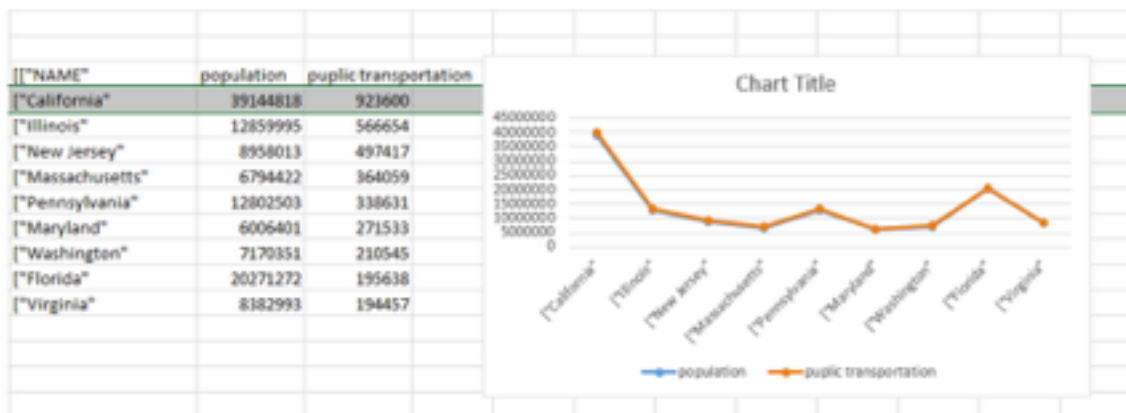 [["NAME" population puplic transportation
["California" 39144818 923600
["Illinois" 12859995 566654
["New Jersey" 8958013 497417
["Massachusetts" 6794422 364059
["Pennsylvania" 12802503 338631
["Maryland" 6006401 271533
["Washington" 7170351 210545
["Florida" 20271272 195638
["Virginia" 8382993 194457
Chart Title
45000000
40000000
35000000
30000000
25000000
20000000
15000000
10000000
5000000
0
["California"
["Illinois"
["New Jersey"
["Massachusetts"
["Pennsylvania"
["Maryland"
["Washington"
["Florida"
["Virginia"
population puplic transportation